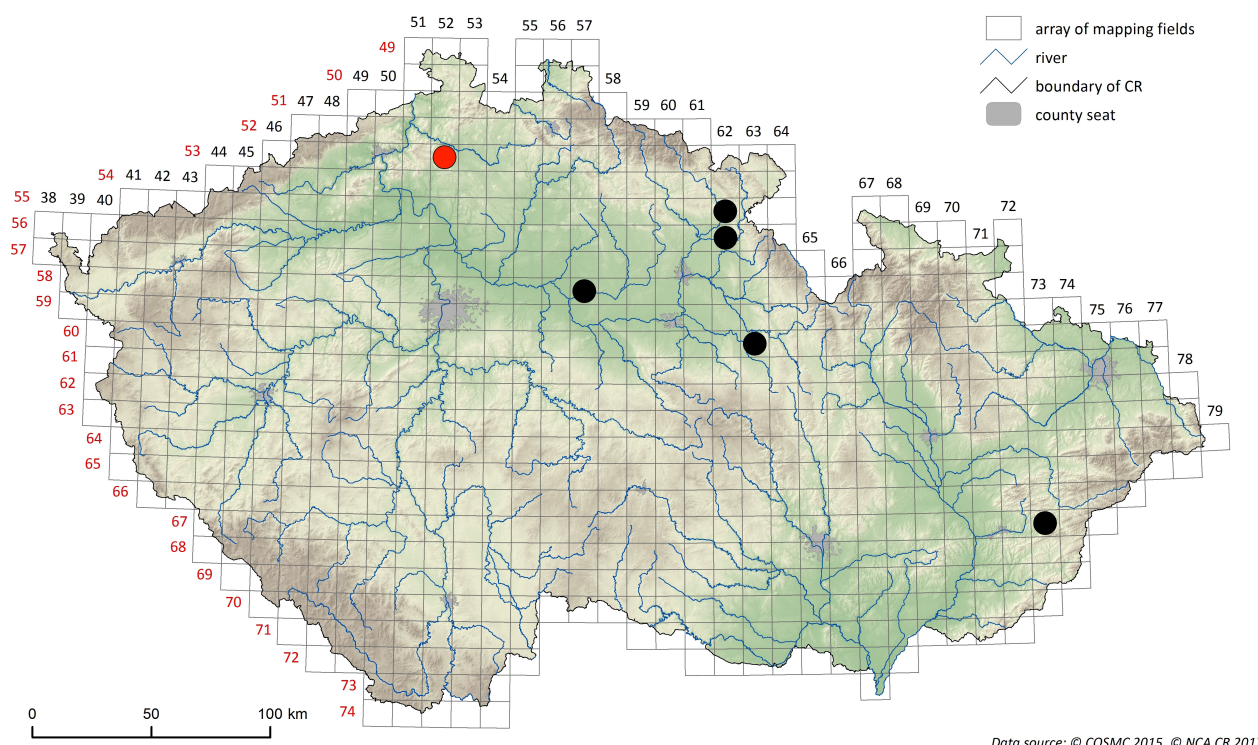 51 52 53 55 56 57
49
50 49 50 54 58
51 47 48 59 60 61
52 46 62 63 64
53 44 45
54 41 42 43
55 38 39 40 67 68
56 69 70 72
57 65 71
58 66
59 73 74
60 75 76 77
61 78
62
63 79
64
65
66
67
68
69
70
71
72
73
74
array of mapping fields
river
boundary of CR
county seat
0 50 100 km
Data source: © COSMC 2015, © NCA CR 201